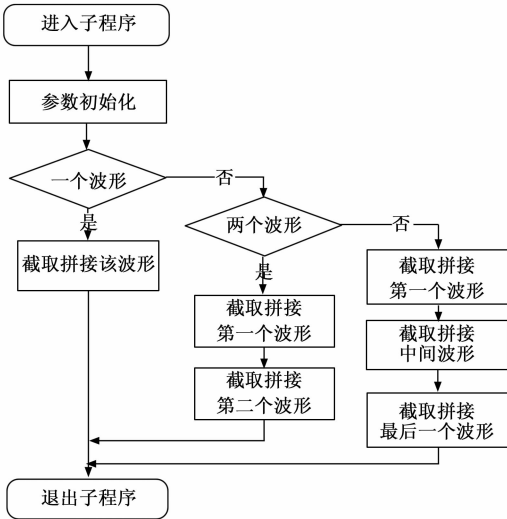 进入子程序
参数初始化
一个波形
否
是
两个波形
否
是
截取拼接该波形
截取拼接
第一个波形
截取拼接
第二个波形
截取拼接
第一个波形
截取拼接
中间波形
截取拼接
最后一个波形
退出子程序